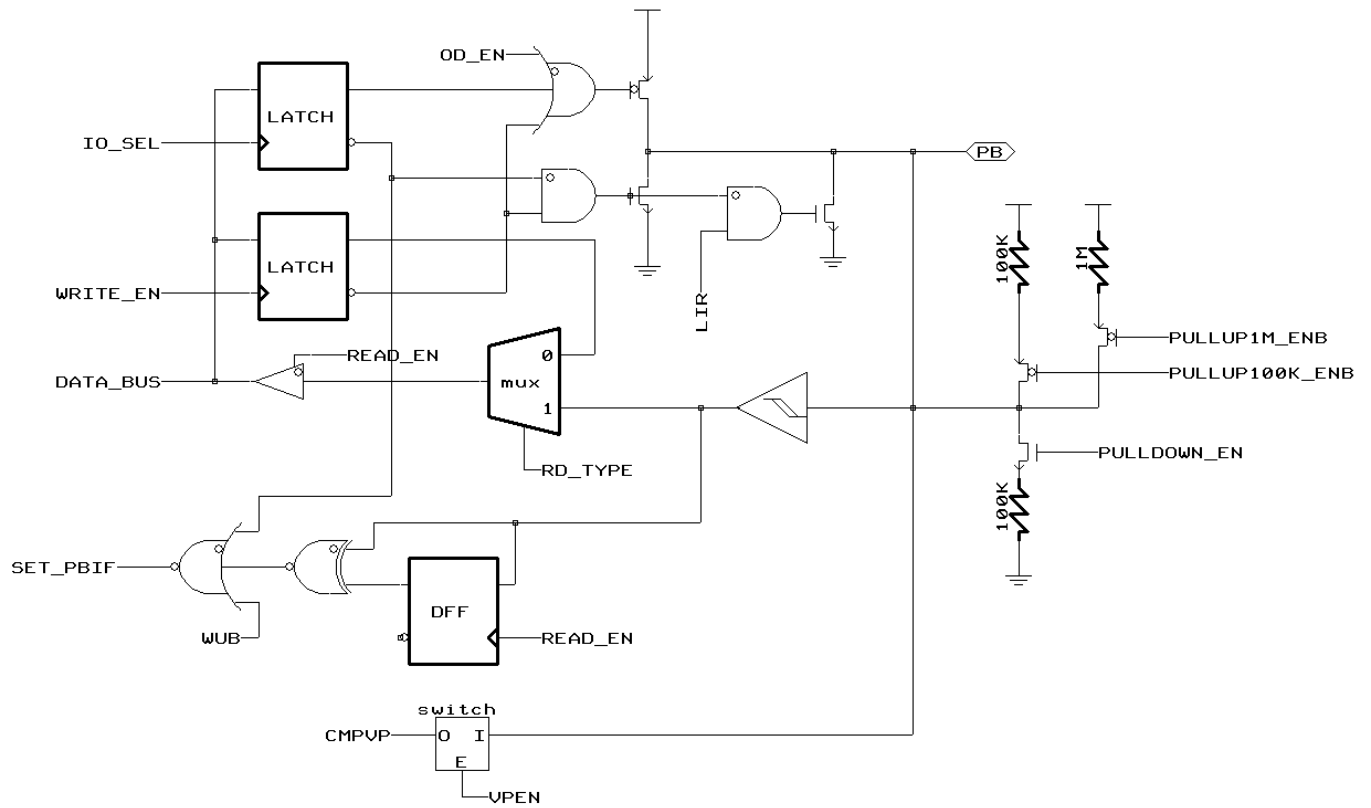 OD_EN
LATCH
IO_SEL
PB
LATCH
WRITE_EN
100K
1M
LIR
PULLUP1M_ENB
READ_EN
0
DATA_BUS
mux
PULLUP100K_ENB
1
PULLDOWN_EN
RD_TYPE
100K
SET_PBIF
DFF
WUB
READ_EN
switch
CMPVP
O I
E
VPEN